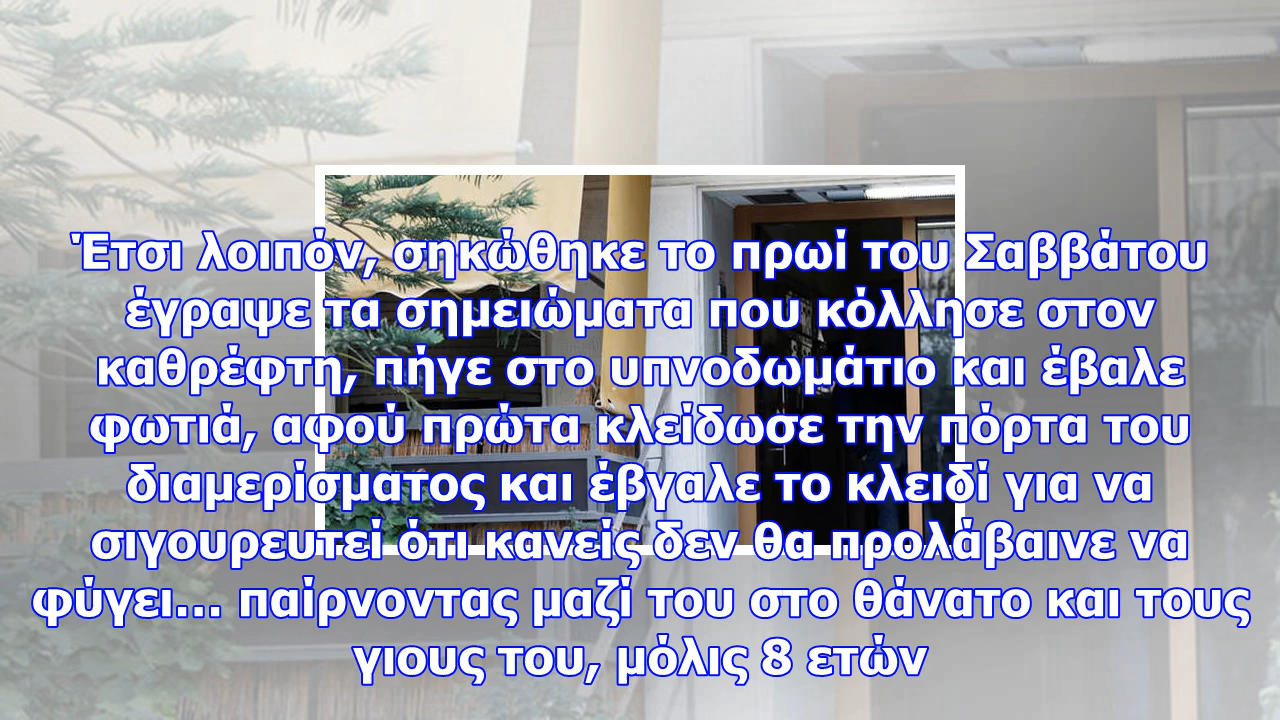 Έτσι λοιπόν, σηκώθηκε το πρωί του Σαββάτου
έγραψε τα σημειώματα που κόλλησε στον
καθρέφτη, πήγε στο υπνοδωμάτιο και έβαλε
φωτιά, αφού πρώτα κλείδωσε την πόρτα του
διαμερίσματος και έβγαλε το κλειδί για να
σιγουρευτεί ότι κανείς δεν θα προλάβαινε να
φύγει... παίρνοντας μαζί του στο θάνατο και τους
γιους του, μόλις 8 ετών